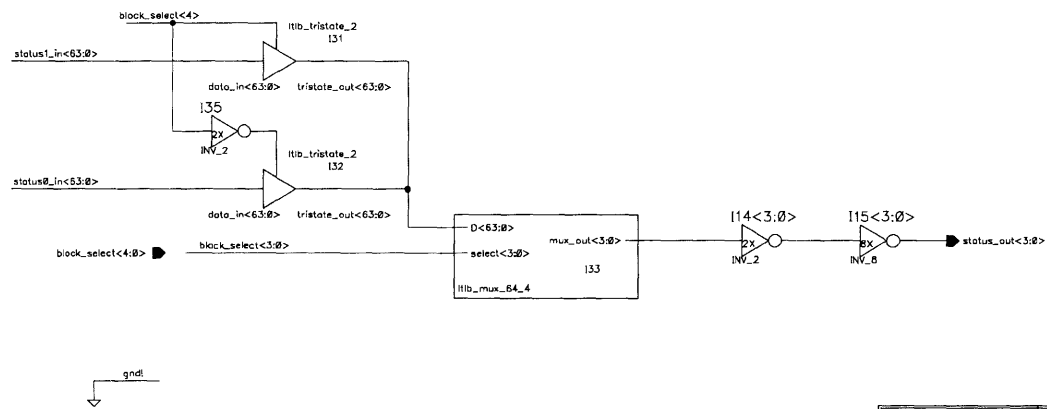 block_select<4>
ltlb_tristate_2
I31
status1_in<63:0>
data_in<63:0> tristate_out<63:0>
I35
2X
INV_2
ltlb_tristate_2
I32
status0_in<63:0>
data_in<63:0> tristate_out<63:0>
D<63:0>
mux_out<3:0>
block_select<4:0>
block_select<3:0>
select<3:0>
I33
ltlb_mux_64_4
I14<3:0>
2X
INV_2
I15<3:0>
8X
INV_8
status_out<3:0>
gnd!